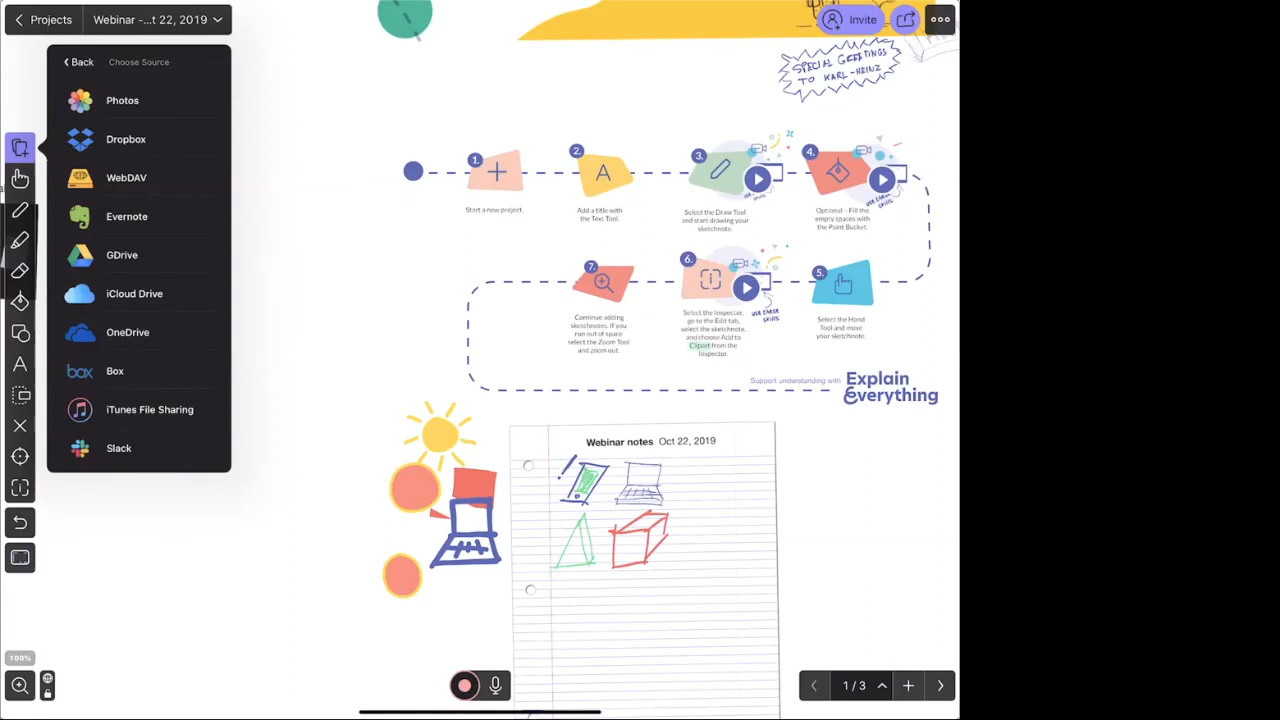 Projects
Webinar -...t 22, 2019
Invite
Back
Choose Source
Photos
Dropbox
WebDAV
Evernote
GDrive
iCloud Drive
OneDrive
box
Box
iTunes File Sharing
Slack
SPECIAL GREETINGS
TO KARL-HEINZ
1.
Start a new project.
2.
A
Add a title with
the Text Tool.
3.
Select the Draw Tool
and start drawing your
sketchnote.
4.
use these
Optional - Fill the
empty spaces with
the Paint Bucket.
5.
Select the Hand
Tool and move
your sketchnote.
6.
use these
skills
Select the Inspector,
go to the Edit tab,
select the sketchnote,
and choose Add to
Clipart from the
Inspector.
7.
Continue adding
sketchnotes. If you
run out of space
select the Zoom Tool
and zoom out.
Support understanding with
Explain
Everything
Webinar notes Oct 22, 2019
A
100%
1 / 3